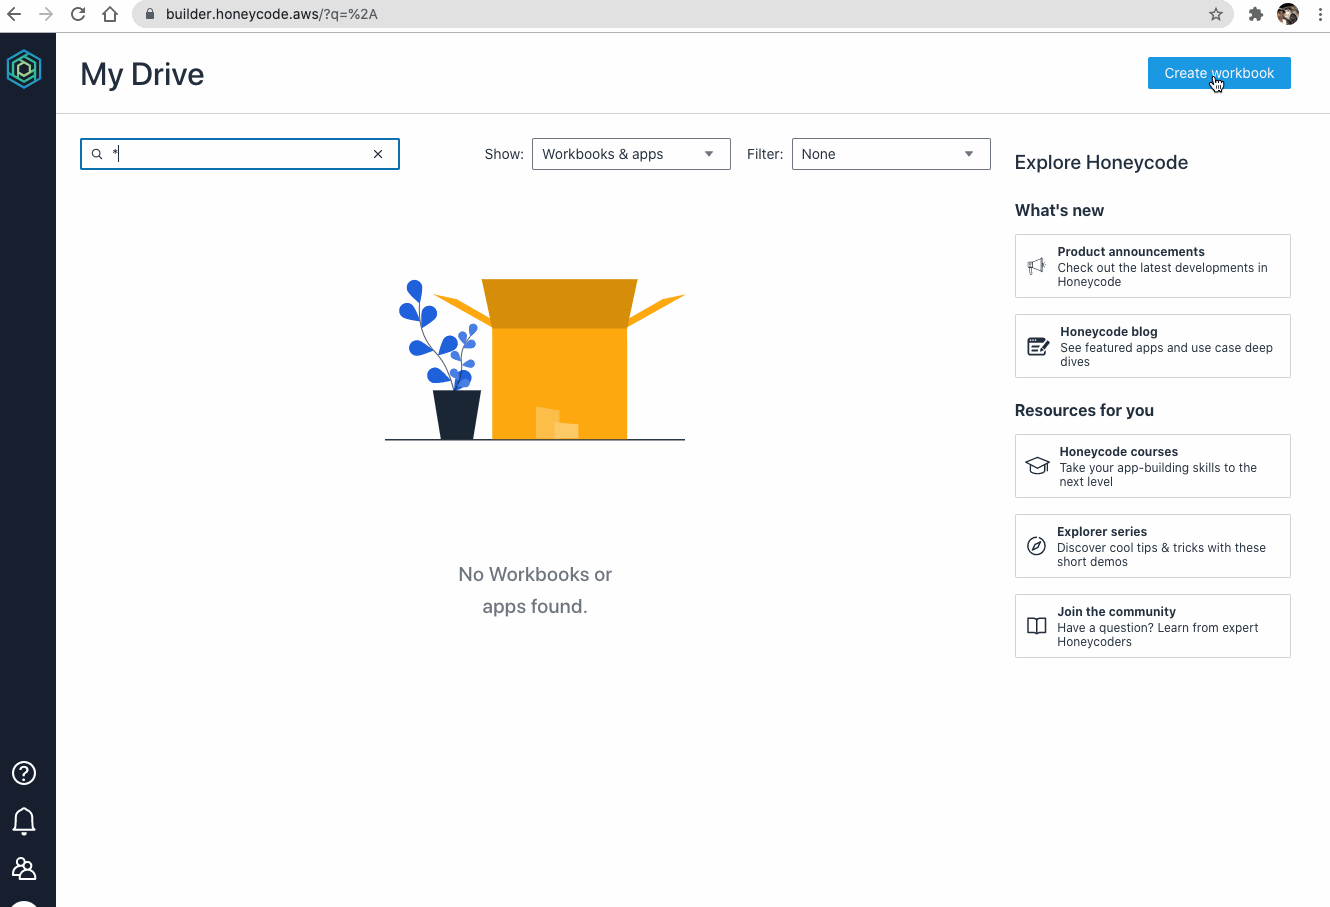 builder.honeycode.aws/?q=%2A
My Drive
Create workbook
*
Show:
Workbooks & apps
Filter:
None
Explore Honeycode
What's new
Product announcements
Check out the latest developments in
Honeycode
Honeycode blog
See featured apps and use case deep
dives
Resources for you
Honeycode courses
Take your app-building skills to the
next level
Explorer series
Discover cool tips & tricks with these
short demos
Join the community
Have a question? Learn from expert
Honeycoders
No Workbooks or
apps found.